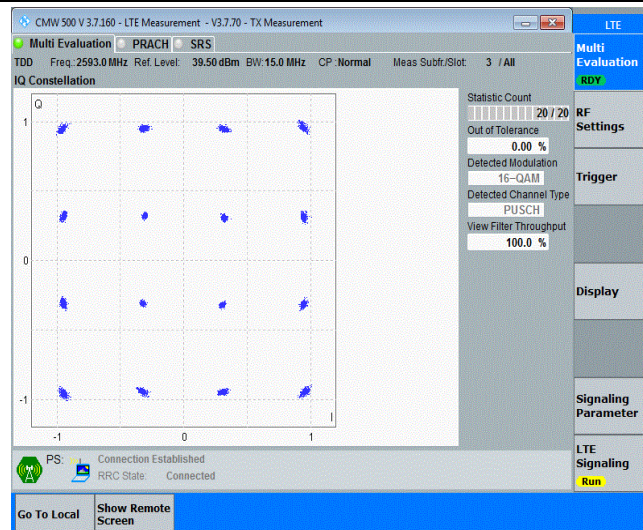 CMW 500 V 3.7.160 - LTE Measurement  - V3.7.70 - TX Measurement
LTE
Multi Evaluation PRACH SRS
TDD Freq.:2593.0 MHz Ref. Level: 39.50 dBm BW:15.0 MHz CP :Normal Meas Subfr./Slot: 3 / All
IQ Constellation
Q
1
0
-1
-1 0 1
I
Statistic Count
20 / 20
Out of Tolerance
0.00 %
Detected Modulation
16-QAM
Detected Channel Type
PUSCH
View Filter Throughput
100.0 %
Multi
Evaluation
RDY
RF
Settings
Trigger
Display
Signaling
Parameter
LTE
Signaling
Run
PS: Connection Established
RRC State: Connected
Go To Local
Show Remote
Screen